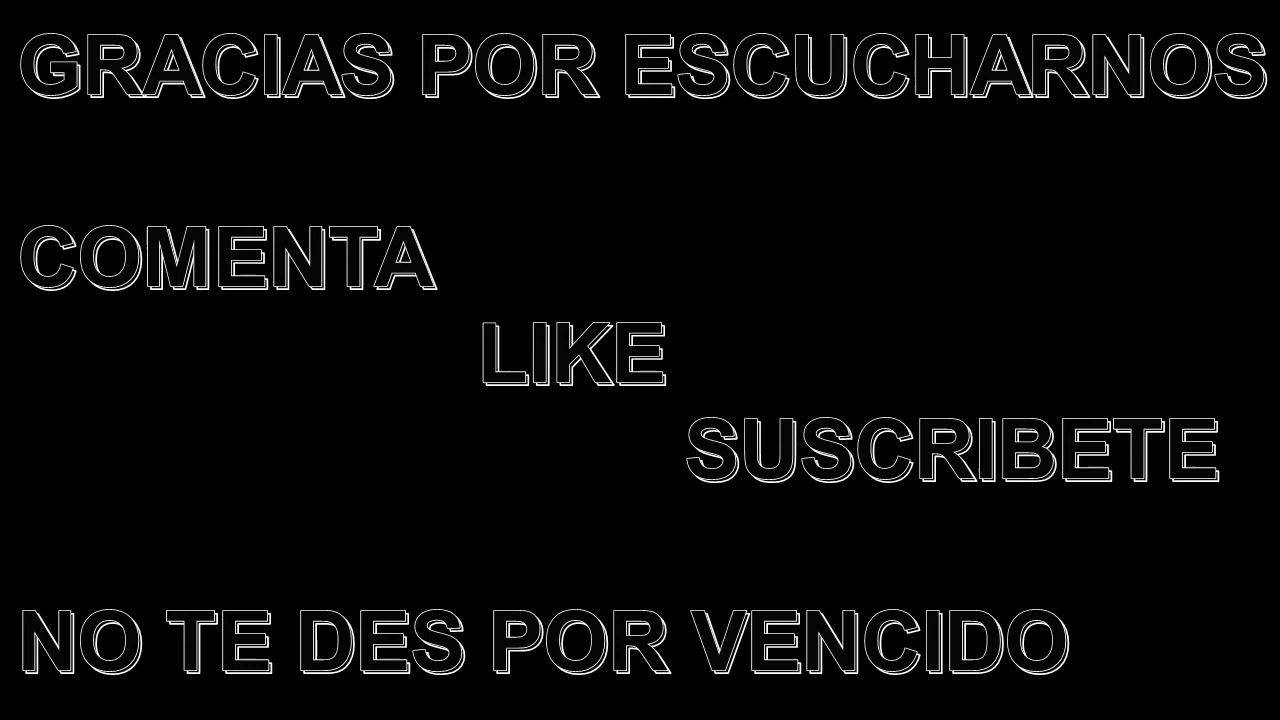 GRACIAS POR ESCUCHARNOS
COMENTA
LIKE
SUSCRIBETE
NO TE DES POR VENCIDO